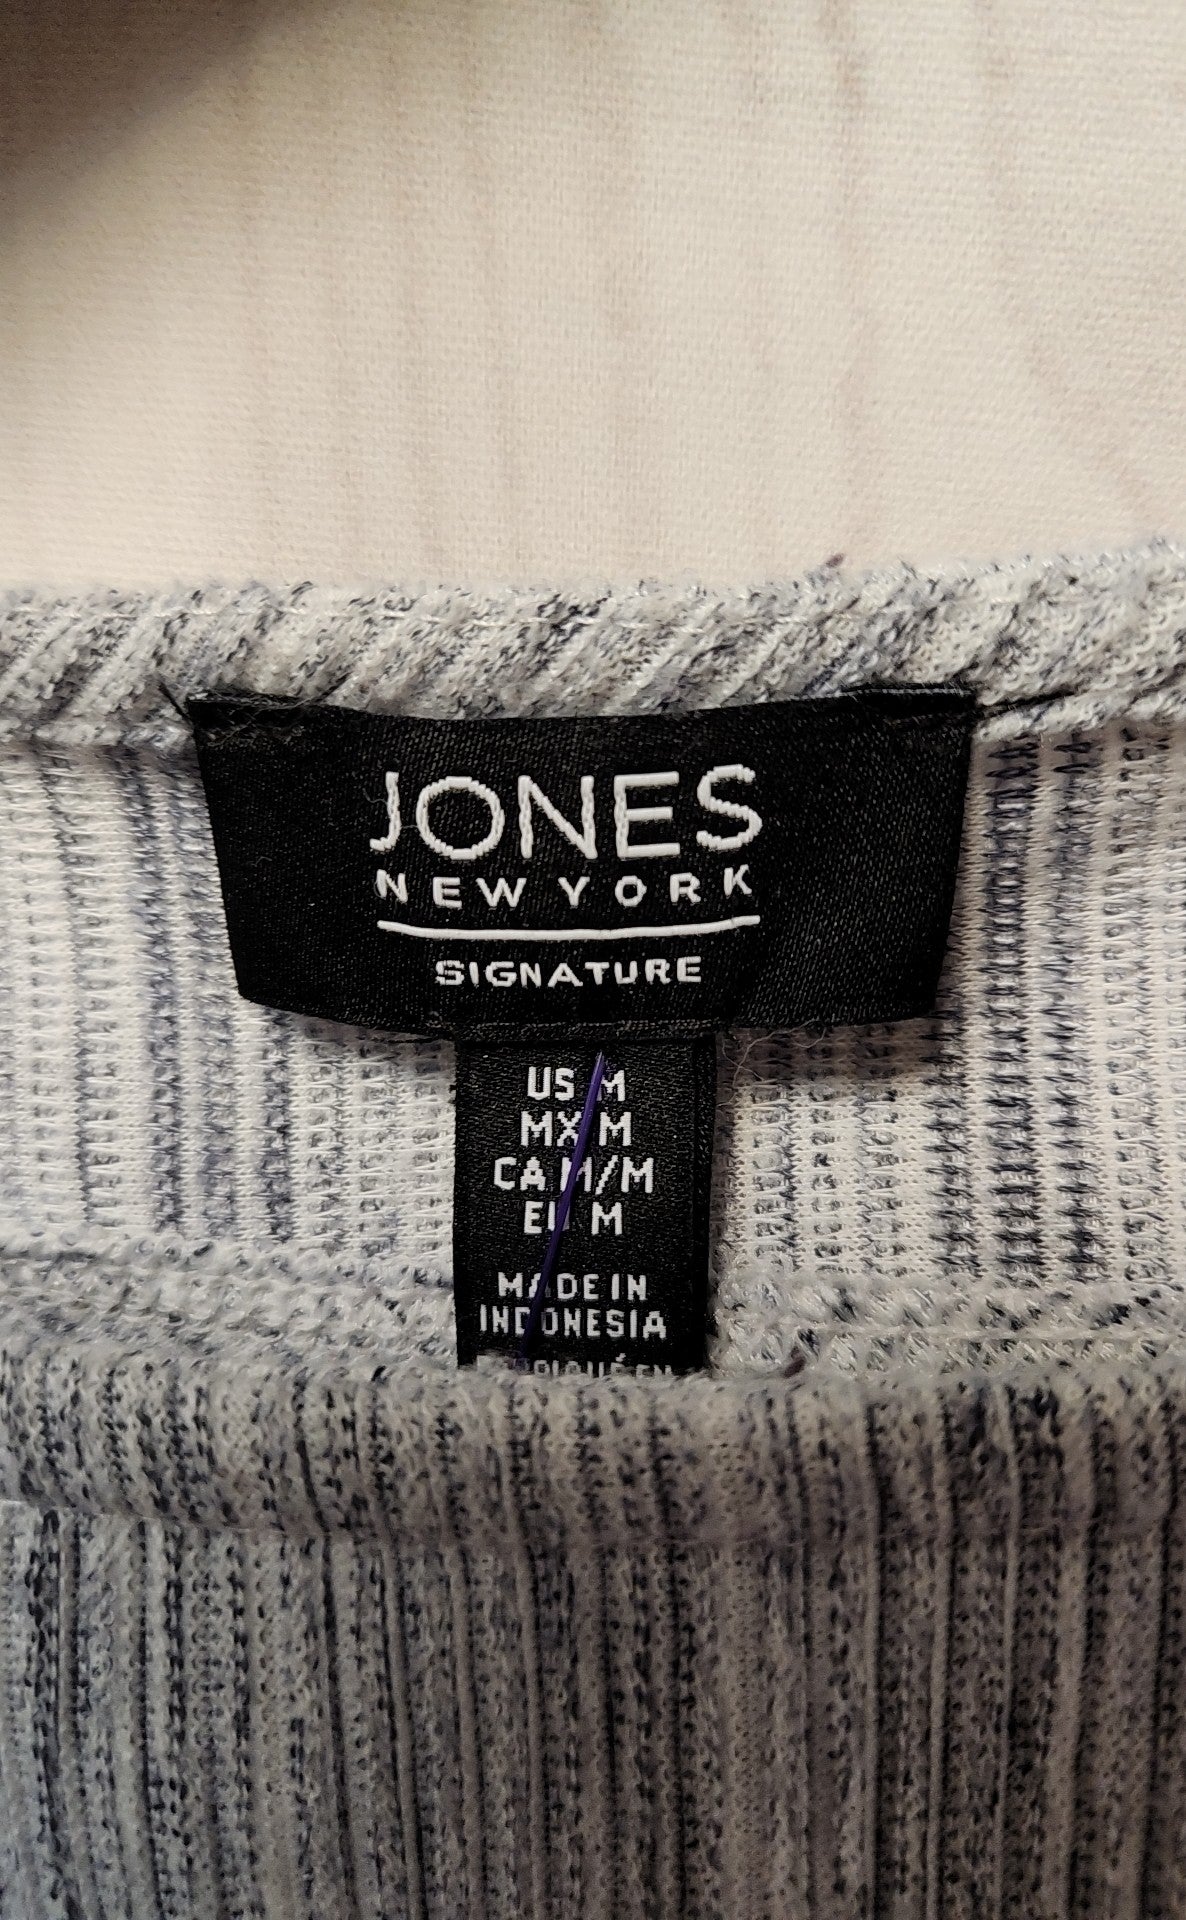 JONES
NEW YORK
SIGNATURE
US M
MX M
CA M/M
EU M
MADE IN
INDONESIA